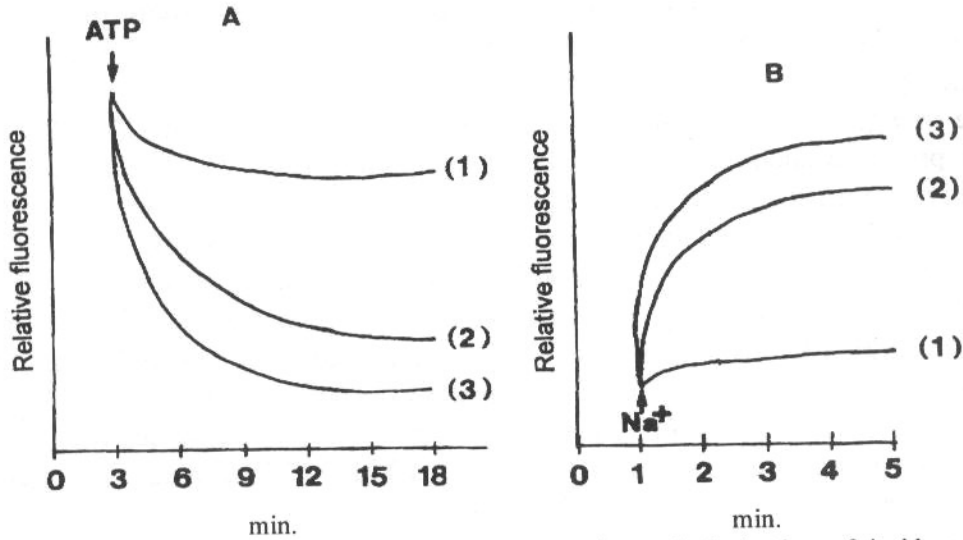 A
ATP
Relative fluorescence
(1)
(2)
(3)
0 3 6 9 12 15 18
min.
B
Relative fluorescence
(3)
(2)
(1)
Na+
0 1 2 3 4 5
min.